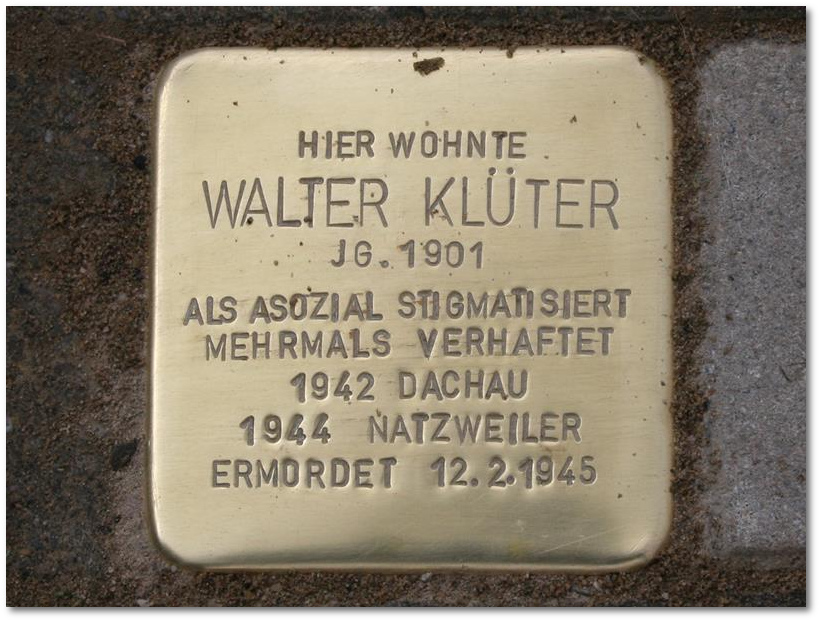 HIER WOHNTE
WALTER KLÜTER
JG. 1901
ALS ASOZIAL STIGMATISIERT
MEHRMALS VERHAFTET
1942 DACHAU
1944 NATZWEILER
ERMORDET 12.2.1945